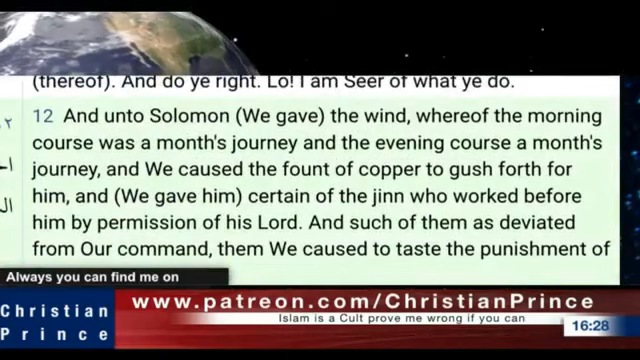 (thereof). And do ye right. Lo! I am Seer of what ye do.
12 And unto Solomon (We gave) the wind, whereof the morning
course was a month's journey and the evening course a month's
journey, and We caused the fount of copper to gush forth for
him, and (We gave him) certain of the jinn who worked before
him by permission of his Lord. And such of them as deviated
from Our command, them We caused to taste the punishment of
Always you can find me on
Christian
Prince
www.patreon.com/ChristianPrince
Islam is a Cult prove me wrong if you can
16:28